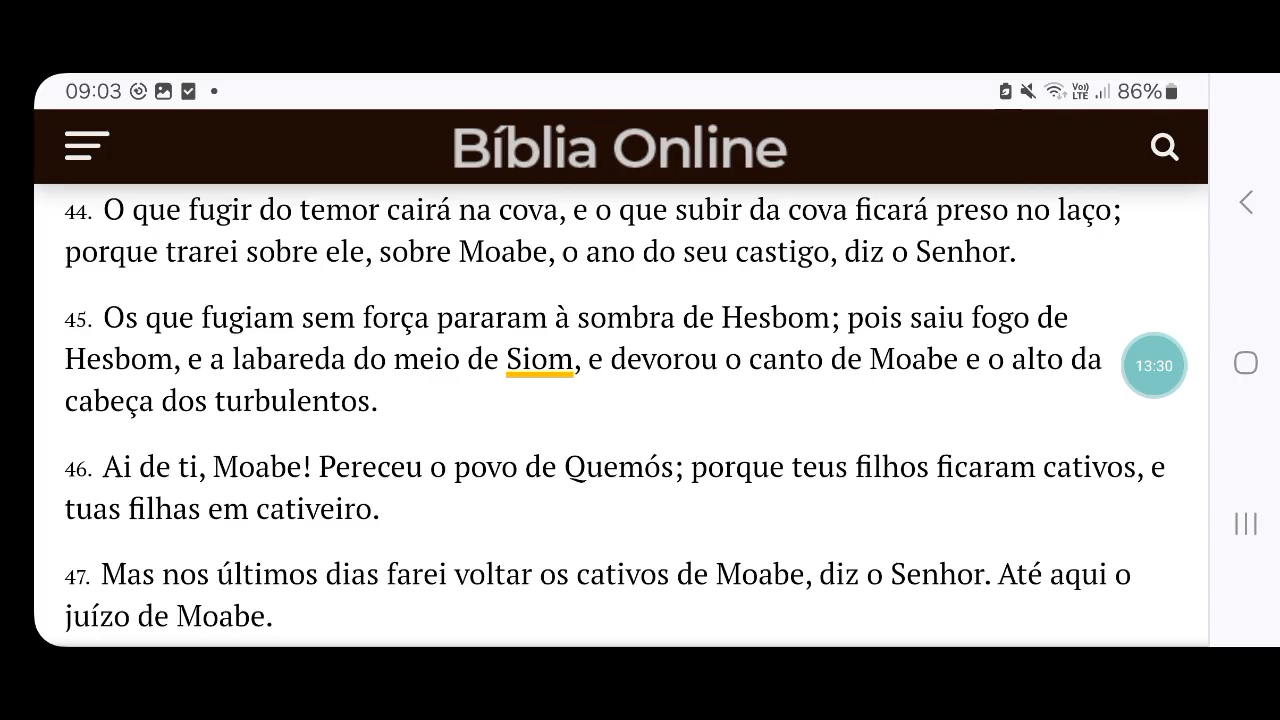 09:03 86%
Vo))
LTE
Bíblia Online
44. O que fugir do temor cairá na cova, e o que subir da cova ficará preso no laço;
porque trarei sobre ele, sobre Moabe, o ano do seu castigo, diz o Senhor.
45. Os que fugiam sem força pararam à sombra de Hesbom; pois saiu fogo de
Hesbom, e a labareda do meio de Siom, e devorou o canto de Moabe e o alto da
cabeça dos turbulentos.
13:30
46. Ai de ti, Moabe! Pereceu o povo de Quemós; porque teus filhos ficaram cativos, e
tuas filhas em cativeiro.
47. Mas nos últimos dias farei voltar os cativos de Moabe, diz o Senhor. Até aqui o
juízo de Moabe.